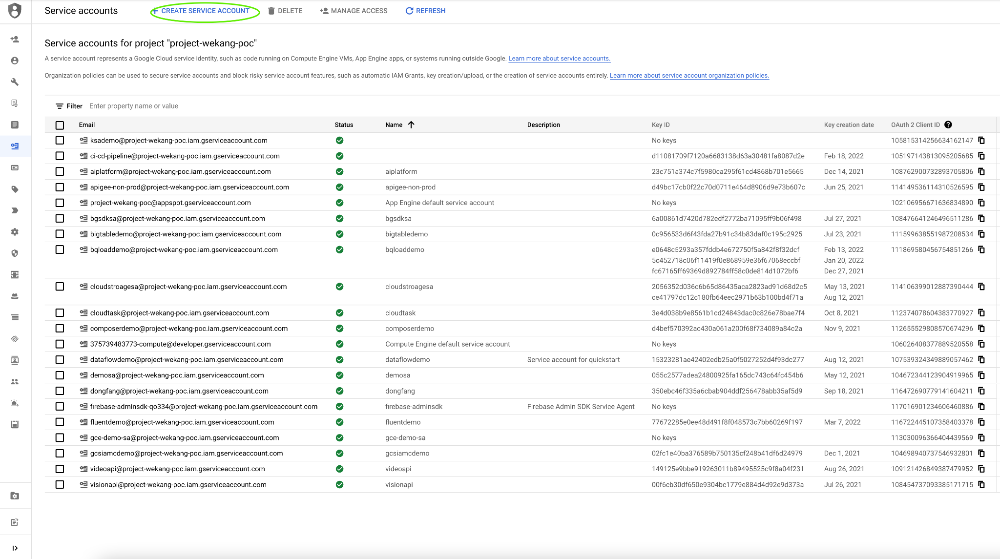 Service accounts
+ CREATE SERVICE ACCOUNT
DELETE
MANAGE ACCESS
REFRESH
Service accounts for project "project-wekang-poc"
A service account represents a Google Cloud service identity, such as code running on Compute Engine VMs, App Engine apps, or systems running outside Google. Learn more about service accounts.
Organization policies can be used to secure service accounts and block risky service account features, such as automatic IAM Grants, key creation/upload, or the creation of service accounts entirely. Learn more about service account organization policies.
Filter Enter property name or value
Email Status Name Description Key ID Key creation date OAuth 2 Client ID
ksademo@project-wekang-poc.iam.gserviceaccount.com No keys 105815314256634162147
ci-cd-pipeline@project-wekang-poc.iam.gserviceaccount.com d11081709f7120a6683138d63a30481fa8087d2e Feb 18, 2022 105197143813095205685
aiplatform@project-wekang-poc.iam.gserviceaccount.com aiplatform 23c751a374c7f5980ca295f61cd4868b701e5665 Dec 14, 2021 108762900732893705806
apigee-non-prod@project-wekang-poc.iam.gserviceaccount.com apigee-non-prod d49bc17cb0f22c70d0711e464d8906d9e73b607c Jun 25, 2021 114149536114310526595
project-wekang-poc@appspot.gserviceaccount.com App Engine default service account No keys 102106956671636834890
bgsdksa@project-wekang-poc.iam.gserviceaccount.com bgsdksa 6a00861d7420d782edf2772ba71095ff9b06f498 Jul 27, 2021 108476641246496511286
bigtabledemo@project-wekang-poc.iam.gserviceaccount.com bigtabledemo 0c956533d6f43fda27b91c34b83daf0c195c2925 Jul 23, 2021 111599638551987208534
bqloaddemo@project-wekang-poc.iam.gserviceaccount.com bqloaddemo e0648c5293a357fddb4e672750f5a842f8f32dcf Feb 13, 2022 111869580456754851266
5c452718c06f11419f0e868959e36f67068eccbf Jan 20, 2022
fc67165ff69369d892784ff58c0de814d1072bf6 Dec 27, 2021
cloudstroagesa@project-wekang-poc.iam.gserviceaccount.com cloudstroagesa 2056352d036c6b65d86435aca2823ad91d68d2c5 May 13, 2021 114106399012887390444
ce41797dc12c180fb64eec2971b63b100bd4f71a Aug 12, 2021
cloudtask@project-wekang-poc.iam.gserviceaccount.com cloudtask 3e4d038b9e8561b1cd24843dac0c826e78bae7f4 Oct 8, 2021 112374078604383770927
composerdemo@project-wekang-poc.iam.gserviceaccount.com composerdemo d4bef570392ac430a061a200f68f734089a84c2a Nov 9, 2021 112655529808570674296
375739483773-compute@developer.gserviceaccount.com Compute Engine default service account No keys 106026408377889520558
dataflowdemo@project-wekang-poc.iam.gserviceaccount.com dataflowdemo Service account for quickstart 15323281ae42402edb25a0f5027252d4f93dc277 Aug 12, 2021 107539324349889057462
demosa@project-wekang-poc.iam.gserviceaccount.com demosa 055c2577adea24800925fa165dc743c64fc454b6 May 12, 2021 104672344123904919965
dongfang@project-wekang-poc.iam.gserviceaccount.com dongfang 350ebc46f335a6cbab904ddf256478abb35af5d9 Sep 18, 2021 116472690779141604211
firebase-adminsdk-qo334@project-wekang-poc.iam.gserviceaccount.com firebase-adminsdk Firebase Admin SDK Service Agent No keys 117016901234606460886
fluentdemo@project-wekang-poc.iam.gserviceaccount.com fluentdemo 77672285e0ee48d491f8f048573c7bb60269f197 Mar 7, 2022 116722445107358403378
gce-demo-sa@project-wekang-poc.iam.gserviceaccount.com gce-demo-sa No keys 113030096366404439569
gcsiamcdemo@project-wekang-poc.iam.gserviceaccount.com gcsiamcdemo 02fc1e40ba376589b750135cf248b41df6d24979 Dec 1, 2021 104698940737546932801
videoapi@project-wekang-poc.iam.gserviceaccount.com videoapi 149125e9bbe919263011b89495525c9f8a04f231 Aug 26, 2021 109121426849387479952
visionapi@project-wekang-poc.iam.gserviceaccount.com visionapi 00f6cb30df650e9304bc1779e884d4d92e9d373a Jul 26, 2021 108454737093385171715